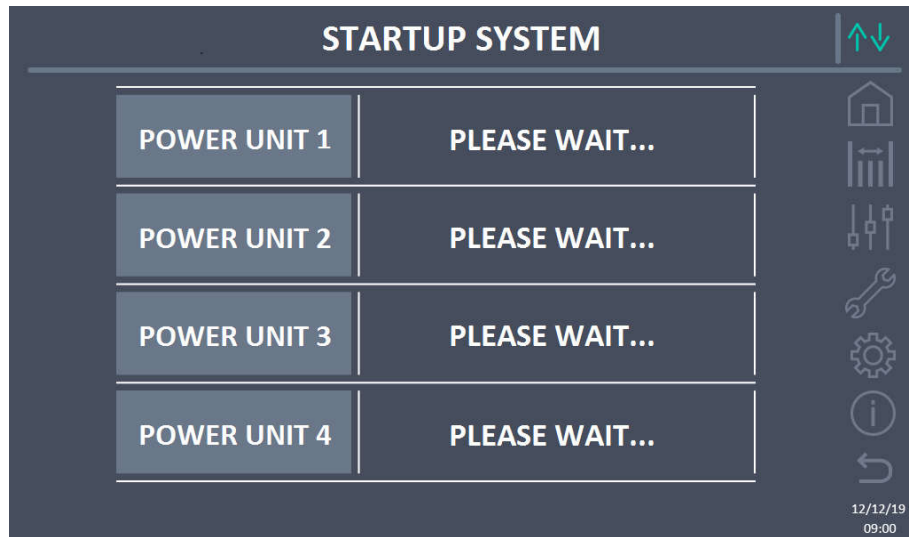 STARTUP SYSTEM
POWER UNIT 1 PLEASE WAIT...
POWER UNIT 2 PLEASE WAIT...
POWER UNIT 3 PLEASE WAIT...
POWER UNIT 4 PLEASE WAIT...
12/12/19
09:00